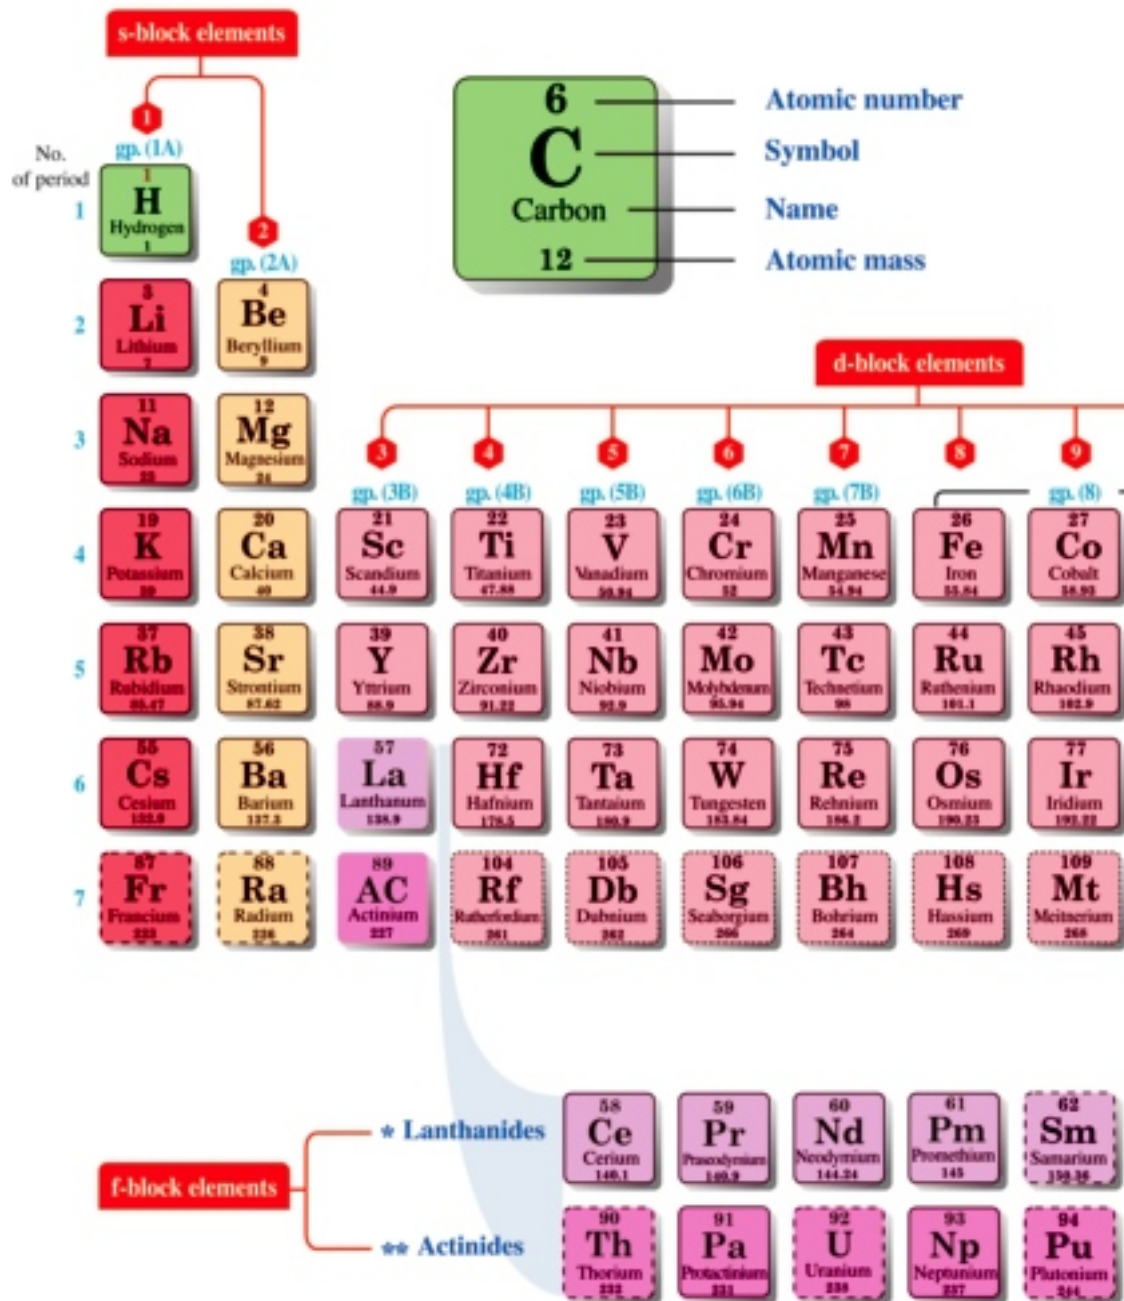 s-block elements
1
2
gp. (1A)
gp. (2A)
No.
of period
6
C
Carbon
12
Atomic number
Symbol
Name
Atomic mass
1
1
H
Hydrogen
1
2
3
Li
Lithium
7
4
Be
Beryllium
9
d-block elements
3
4
5
6
7
8
9
gp. (3B)
gp. (4B)
gp. (5B)
gp. (6B)
gp. (7B)
gp. (8)
3
11
Na
Sodium
23
12
Mg
Magnesium
24
4
19
K
Potassium
39
20
Ca
Calcium
40
21
Sc
Scandium
44.9
22
Ti
Titanium
47.88
23
V
Vanadium
50.94
24
Cr
Chromium
52
25
Mn
Manganese
54.94
26
Fe
Iron
55.84
27
Co
Cobalt
58.93
5
37
Rb
Rubidium
85.47
38
Sr
Strontium
87.62
39
Y
Yttrium
88.9
40
Zr
Zirconium
91.22
41
Nb
Niobium
92.9
42
Mo
Molybdenum
95.94
43
Tc
Technetium
98
44
Ru
Ruthenium
101.1
45
Rh
Rhaodium
102.9
6
55
Cs
Cesium
132.9
56
Ba
Barium
137.3
57
La
Lanthanum
138.9
72
Hf
Hafnium
178.5
73
Ta
Tantaium
180.9
74
W
Tungesten
183.84
75
Re
Rehnium
186.2
76
Os
Osmium
190.23
77
Ir
Iridium
192.22
7
87
Fr
Francium
223
88
Ra
Radium
226
89
AC
Actinium
227
104
Rf
Rutherfordium
261
105
Db
Dubnium
262
106
Sg
Seaborgium
266
107
Bh
Bohrium
264
108
Hs
Hassium
269
109
Mt
Meitnerium
268
f-block elements
* Lanthanides
58
Ce
Cerium
140.1
59
Pr
Praseodymium
140.9
60
Nd
Neodymium
144.24
61
Pm
Promethium
145
62
Sm
Samarium
150.36
** Actinides
90
Th
Thorium
232
91
Pa
Protactinium
231
92
U
Uranium
238
93
Np
Neptunium
237
94
Pu
Plutonium
244